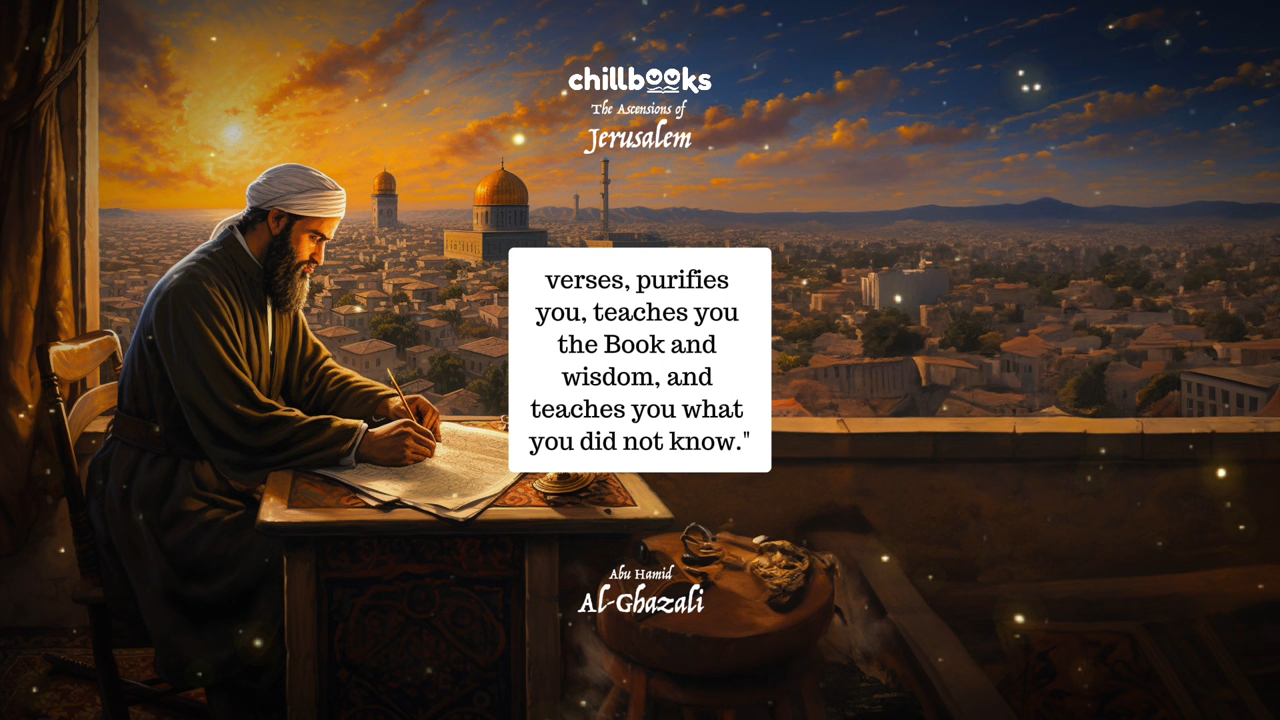 chillbooks
The Ascensions of
Jerusalem
verses, purifies
you, teaches you
the Book and
wisdom, and
teaches you what
you did not know."
Abu Hamid
Al-Ghazali